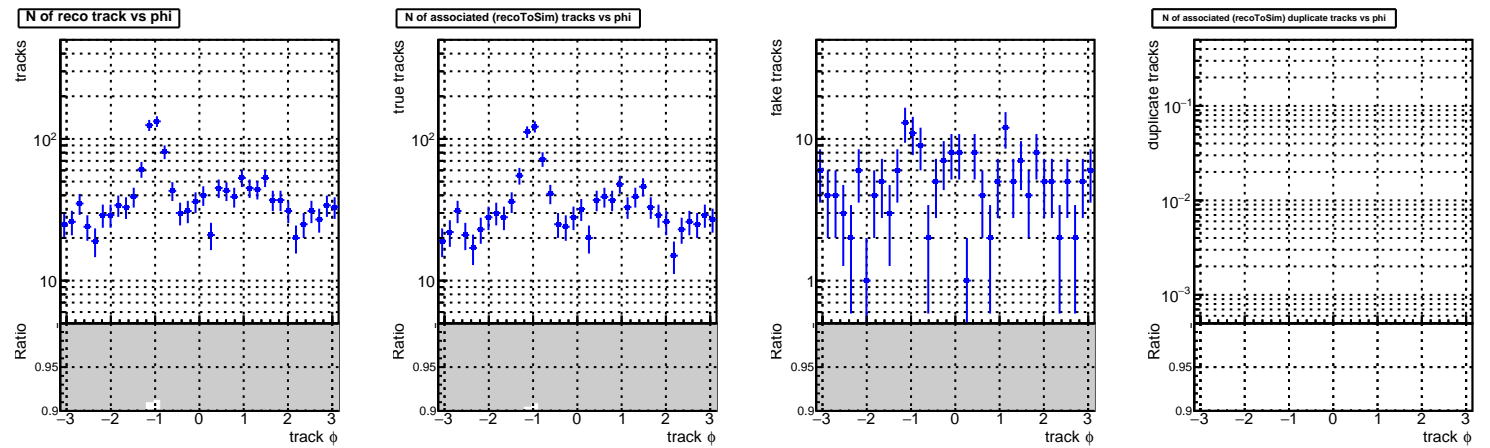 N of reco track vs phi
tracks
10²
10
Ratio
0.95
0.9
−3 −2 −1 0 1 2 3
track ϕ
N of associated (recoToSim) tracks vs phi
true tracks
10²
10
Ratio
0.95
0.9
−3 −2 −1 0 1 2 3
track ϕ
fake tracks
10
1
Ratio
0.95
0.9
−3 −2 −1 0 1 2 3
track ϕ
N of associated (recoToSim) duplicate tracks vs phi
duplicate tracks
10⁻¹
10⁻²
10⁻³
Ratio
0.95
0.9
−3 −2 −1 0 1 2 3
track ϕ